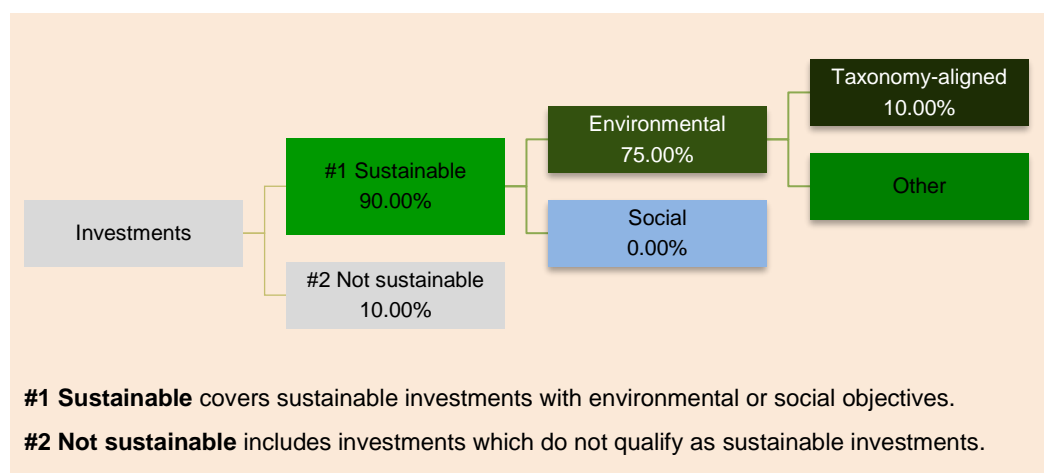 Taxonomy-aligned
10.00%
Environmental
75.00%
#1 Sustainable
90.00%
Other
Investments
Social
0.00%
#2 Not sustainable
10.00%
#1 Sustainable covers sustainable investments with environmental or social objectives.
#2 Not sustainable includes investments which do not qualify as sustainable investments.